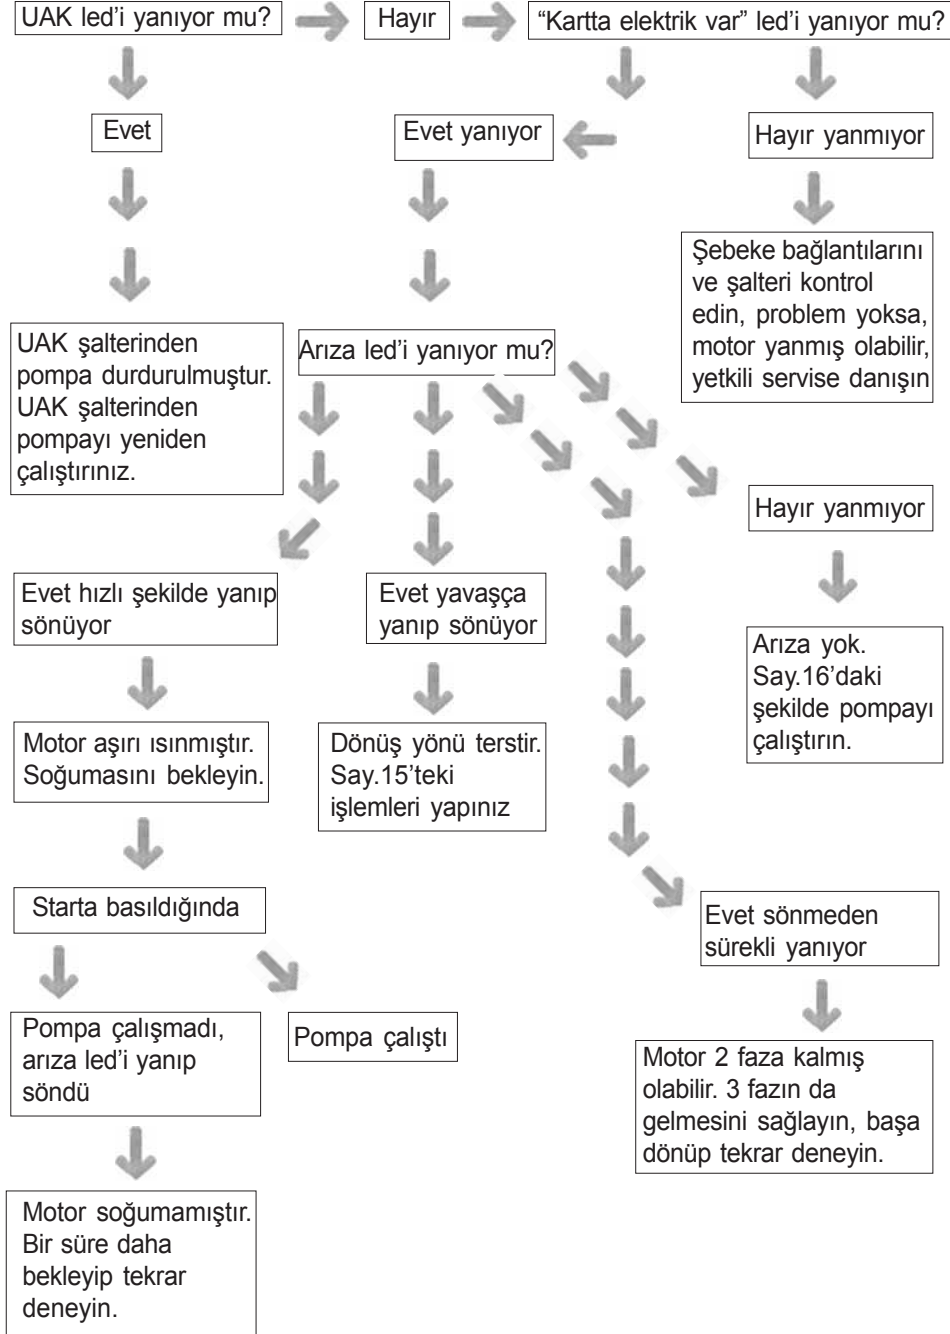 UAK led’i yanıyor mu?
Hayır
“Kartta elektrik var” led’i yanıyor mu?
Evet
Evet yanıyor
Hayır yanmıyor
Şebeke bağlantılarını
ve şalteri kontrol
edin, problem yoksa,
motor yanmış olabilir,
yetkili servise danışın
UAK şalterinden
pompa durdurulmuştur.
UAK şalterinden
pompayı yeniden
çalıştırınız.
Arıza led’i yanıyor mu?
Hayır yanmıyor
Evet hızlı şekilde yanıp
sönüyor
Evet yavaşça
yanıp sönüyor
Arıza yok.
Say.16’daki
şekilde pompayı
çalıştırın.
Motor aşırı ısınmıştır.
Soğumasını bekleyin.
Dönüş yönü terstir.
Say.15’teki
işlemleri yapınız
Starta basıldığında
Evet sönmeden
sürekli yanıyor
Pompa çalışmadı,
arıza led’i yanıp
söndü
Pompa çalıştı
Motor 2 faza kalmış
olabilir. 3 fazın da
gelmesini sağlayın, başa
dönüp tekrar deneyin.
Motor soğumamıştır.
Bir süre daha
bekleyip tekrar
deneyin.